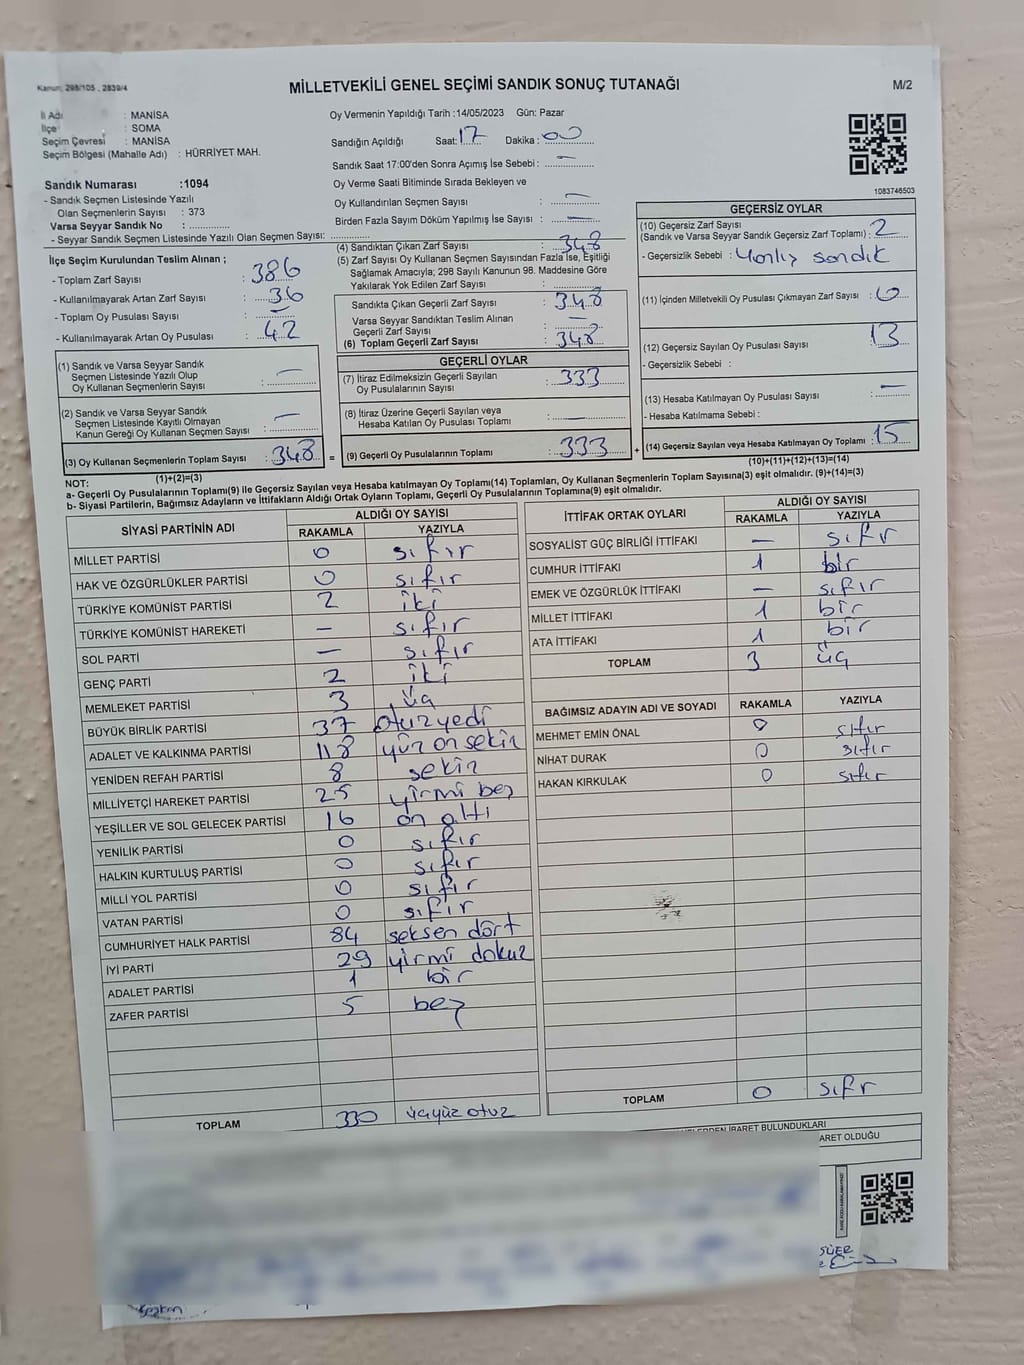 Kanun; 298/105 , 2839/4
MİLLETVEKİLİ GENEL SEÇİMİ SANDIK SONUÇ TUTANAĞI
M/2
İl Adı : MANİSA
İlçe : SOMA
Seçim Çevresi : MANİSA
Seçim Bölgesi (Mahalle Adı) : HÜRRİYET MAH.
Sandık Numarası :1094
- Sandık Seçmen Listesinde Yazılı
Olan Seçmenlerin Sayısı : 373
Varsa Seyyar Sandık No :
- Seyyar Sandık Seçmen Listesinde Yazılı Olan Seçmen Sayısı:
Oy Vermenin Yapıldığı Tarih :14/05/2023 Gün: Pazar
Sandığın Açıldığı Saat: 17 Dakika : 00
Sandık Saat 17:00'den Sonra Açımış İse Sebebi : —
Oy Verme Saati Bitiminde Sırada Bekleyen ve
Oy Kullandırılan Seçmen Sayısı : —
Birden Fazla Sayım Döküm Yapılmış İse Sayısı : —
1083746503
İlçe Seçim Kurulundan Teslim Alınan ;
- Toplam Zarf Sayısı : 386
- Kullanılmayarak Artan Zarf Sayısı : 36
- Toplam Oy Pusulası Sayısı : —
- Kullanılmayarak Artan Oy Pusulası : 42
(1) Sandık ve Varsa Seyyar Sandık
Seçmen Listesinde Yazılı Olup
Oy Kullanan Seçmenlerin Sayısı : —
(2) Sandık ve Varsa Seyyar Sandık
Seçmen Listesinde Kayıtlı Olmayan
Kanun Gereği Oy Kullanan Seçmen Sayısı : —
(3) Oy Kullanan Seçmenlerin Toplam Sayısı : 348
(1)+(2)=(3)
(4) Sandıktan Çıkan Zarf Sayısı : 348
(5) Zarf Sayısı Oy Kullanan Seçmen Sayısından Fazla İse, Eşitliği
Sağlamak Amacıyla; 298 Sayılı Kanunun 98. Maddesine Göre
Yakılarak Yok Edilen Zarf Sayısı :
Sandıkta Çıkan Geçerli Zarf Sayısı : 348
Varsa Seyyar Sandıktan Teslim Alınan
Geçerli Zarf Sayısı : —
(6) Toplam Geçerli Zarf Sayısı : 348
GEÇERLİ OYLAR
(7) İtiraz Edilmeksizin Geçerli Sayılan
Oy Pusulalarının Sayısı : 333
(8) İtiraz Üzerine Geçerli Sayılan veya
Hesaba Katılan Oy Pusulası Toplamı : —
= (9) Geçerli Oy Pusulalarının Toplamı : 333 +
GEÇERSİZ OYLAR
(10) Geçersiz Zarf Sayısı
(Sandık ve Varsa Seyyar Sandık Geçersiz Zarf Toplamı) : 2
- Geçersizlik Sebebi : Yanlış sandık
(11) İçinden Milletvekili Oy Pusulası Çıkmayan Zarf Sayısı : 0
(12) Geçersiz Sayılan Oy Pusulası Sayısı 13
- Geçersizlik Sebebi :
(13) Hesaba Katılmayan Oy Pusulası Sayısı : —
- Hesaba Katılmama Sebebi :
(14) Geçersiz Sayılan veya Hesaba Katılmayan Oy Toplamı : 15
(10)+(11)+(12)+(13)=(14)
NOT:
a- Geçerli Oy Pusulalarının Toplamı(9) ile Geçersiz Sayılan veya Hesaba katılmayan Oy Toplamı(14) Toplamları, Oy Kullanan Seçmenlerin Toplam Sayısına(3) eşit olmalıdır. (9)+(14)=(3)
b- Siyasi Partilerin, Bağımsız Adayların ve İttifakların Aldığı Ortak Oyların Toplamı, Geçerli Oy Pusulalarının Toplamına(9) eşit olmalıdır.
SİYASİ PARTİNİN ADI ALDIĞI OY SAYISI
RAKAMLA YAZIYLA
MİLLET PARTİSİ 0 sıfır
HAK VE ÖZGÜRLÜKLER PARTİSİ 0 sıfır
TÜRKİYE KOMÜNİST PARTİSİ 2 iki
TÜRKİYE KOMÜNİST HAREKETİ — sıfır
SOL PARTİ — sıfır
GENÇ PARTİ 2 iki
MEMLEKET PARTİSİ 3 üç
BÜYÜK BİRLİK PARTİSİ 37 otuzyedi
ADALET VE KALKINMA PARTİSİ 118 yüz on sekiz
YENİDEN REFAH PARTİSİ 8 sekiz
MİLLİYETÇİ HAREKET PARTİSİ 25 yirmi beş
YEŞİLLER VE SOL GELECEK PARTİSİ 16 on altı
YENİLİK PARTİSİ 0 sıfır
HALKIN KURTULUŞ PARTİSİ 0 sıfır
MİLLİ YOL PARTİSİ 0 sıfır
VATAN PARTİSİ 0 sıfır
CUMHURİYET HALK PARTİSİ 84 seksen dört
İYİ PARTİ 29 yirmi dokuz
ADALET PARTİSİ 1 bir
ZAFER PARTİSİ 5 beş
TOPLAM 330 üçyüz otuz
İTTİFAK ORTAK OYLARI ALDIĞI OY SAYISI
RAKAMLA YAZIYLA
SOSYALİST GÜÇ BİRLİĞİ İTTİFAKI — sıfır
CUMHUR İTTİFAKI 1 bir
EMEK VE ÖZGÜRLÜK İTTİFAKI — sıfır
MİLLET İTTİFAKI 1 bir
ATA İTTİFAKI 1 bir
TOPLAM 3 üç
BAĞIMSIZ ADAYIN ADI VE SOYADI RAKAMLA YAZIYLA
MEHMET EMİN ÖNAL 0 sıfır
NİHAT DURAK 0 sıfır
HAKAN KIRKULAK 0 sıfır
TOPLAM 0 sıfr
İBARET BULUNDUKLARI
ARET OLDUĞU